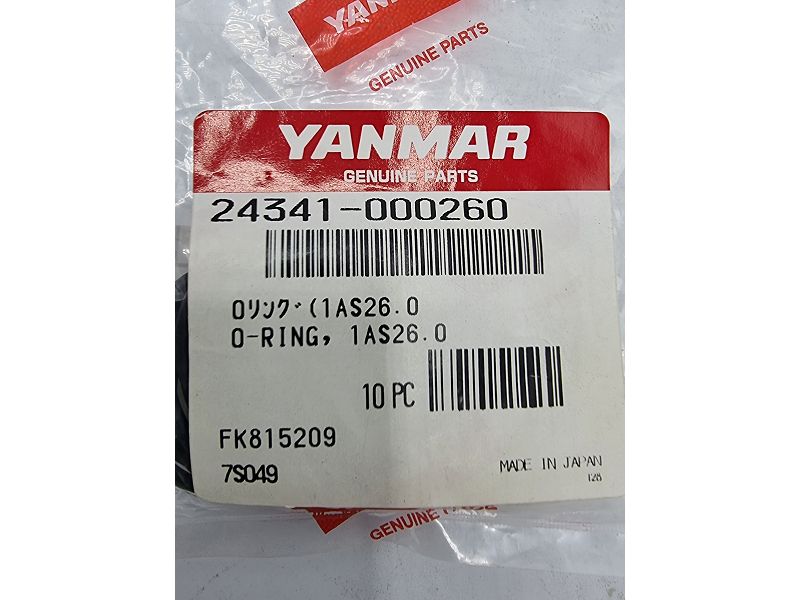 YANMAR
GENUINE PARTS
YANMAR
GENUINE PARTS
24341-000260
Oリング (1AS26.0
O-RING, 1AS26.0
10 PC
FK815209
7S049
MADE IN JAPAN
128
GENUINE PARTS